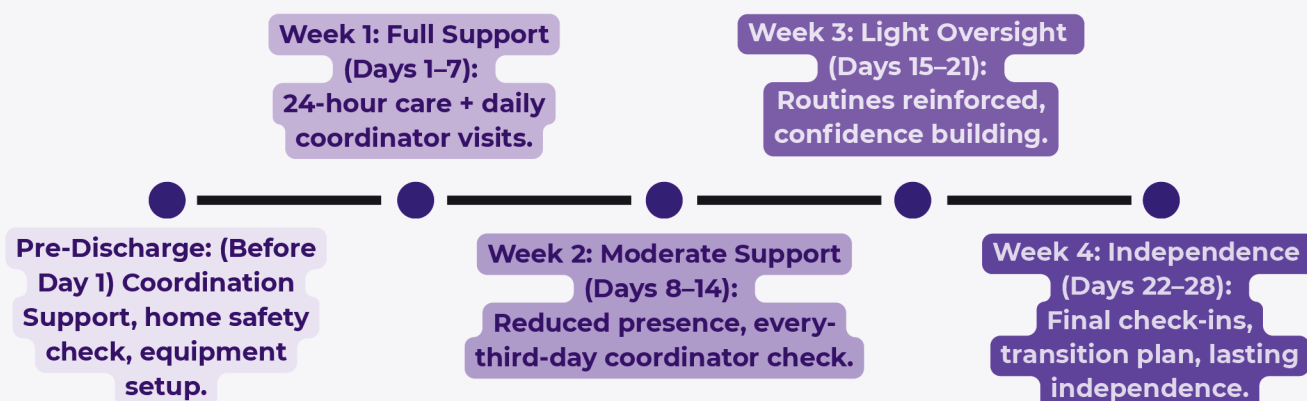 Pre-Discharge: (Before
Day 1) Coordination
Support, home safety
check, equipment
setup.
Week 1: Full Support
(Days 1–7):
24-hour care + daily
coordinator visits.
Week 2: Moderate Support
(Days 8–14):
Reduced presence, every-
third-day coordinator check.
Week 3: Light Oversight
(Days 15–21):
Routines reinforced,
confidence building.
Week 4: Independence
(Days 22–28):
Final check-ins,
transition plan, lasting
independence.